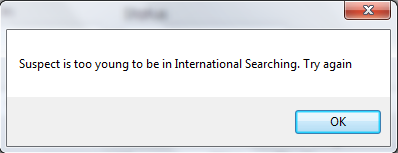 Suspect is too young to be in International Searching. Try again
OK